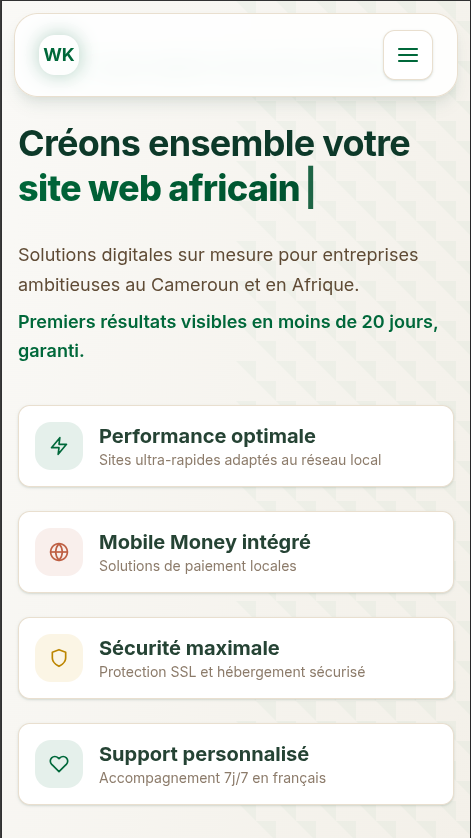 WK
Créons ensemble votre
site web africain|
Solutions digitales sur mesure pour entreprises
ambitieuses au Cameroun et en Afrique.
Premiers résultats visibles en moins de 20 jours,
garanti.
Performance optimale
Sites ultra-rapides adaptés au réseau local
Mobile Money intégré
Solutions de paiement locales
Sécurité maximale
Protection SSL et hébergement sécurisé
Support personnalisé
Accompagnement 7j/7 en français